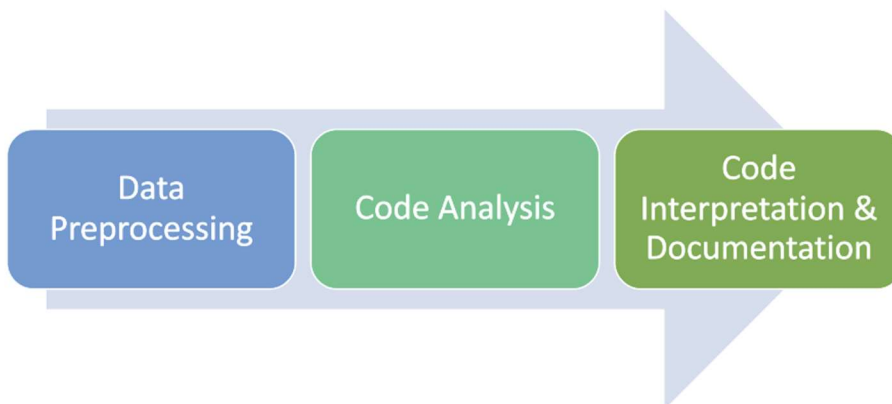 Data
Preprocessing
Code Analysis
Code
Interpretation &
Documentation